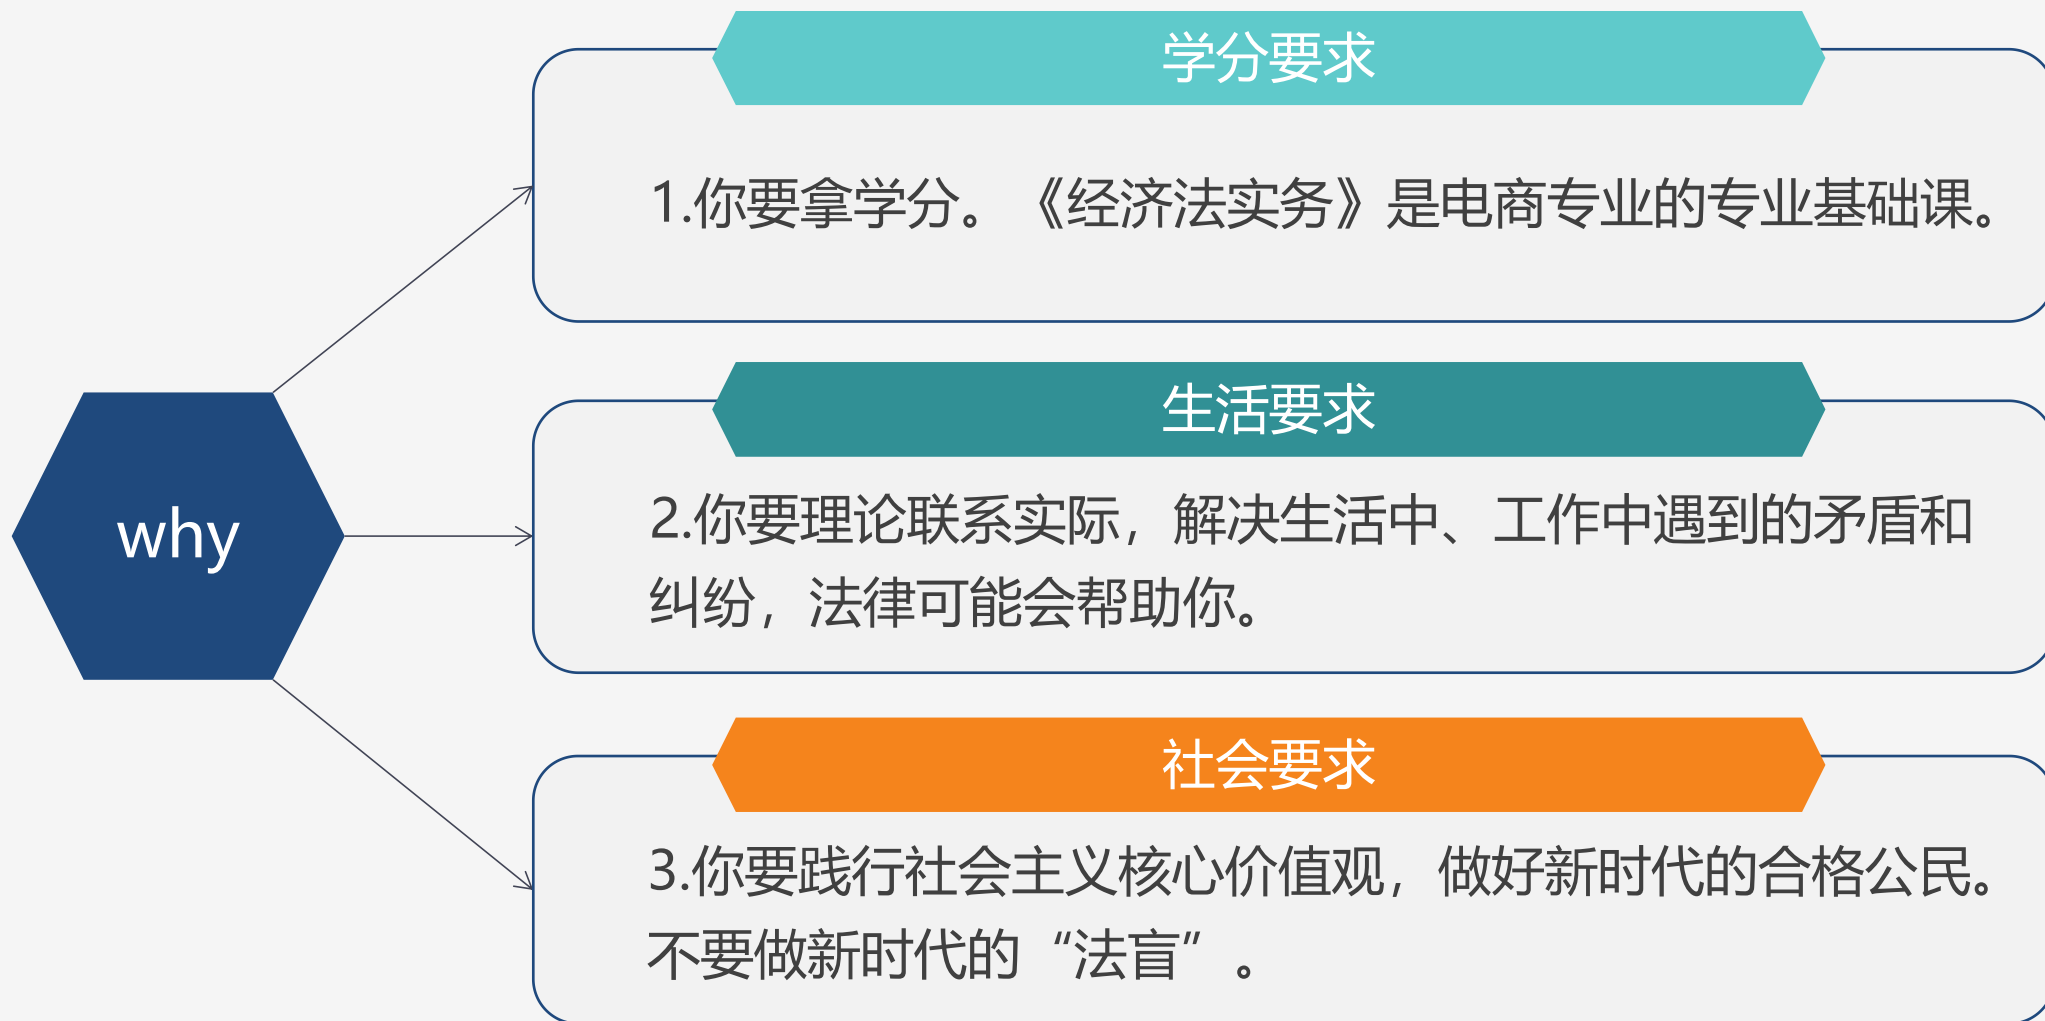 学分要求
1.你要拿学分。《经济法实务》是电商专业的专业基础课。
why
生活要求
2.你要理论联系实际，解决生活中、工作中遇到的矛盾和
纠纷，法律可能会帮助你。
社会要求
3.你要践行社会主义核心价值观，做好新时代的合格公民。
不要做新时代的“法盲”。